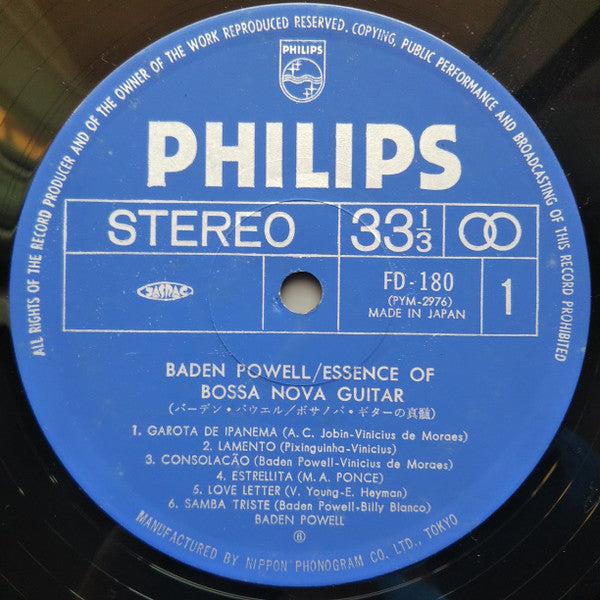 ALL RIGHTS OF THE RECORD PRODUCER AND OF THE OWNER OF THE WORK REPRODUCED RESERVED. COPYING, PUBLIC PERFORMANCE AND BROADCASTING OF THIS RECORD PROHIBITED
PHILIPS
PHILIPS
STEREO 33 1/3
JASRAC
FD-180
(PYM-2976)
MADE IN JAPAN
1
BADEN POWELL/ESSENCE OF
BOSSA NOVA GUITAR
(バーデン・パウエル/ボサノバ・ギターの真髄)
1. GAROTA DE IPANEMA (A. C. Jobin-Vinicius de Moraes)
2. LAMENTO (Pixinguinha-Vinicius)
3. CONSOLACÃO (Baden Powell-Vinicius de Moraes)
4. ESTRELLITA (M. A. PONCE)
5. LOVE LETTER (V. Young-E. Heyman)
6. SAMBA TRISTE (Baden Powell-Billy Blanco)
BADEN POWELL
MANUFACTURED BY NIPPON PHONOGRAM CO. LTD., TOKYO